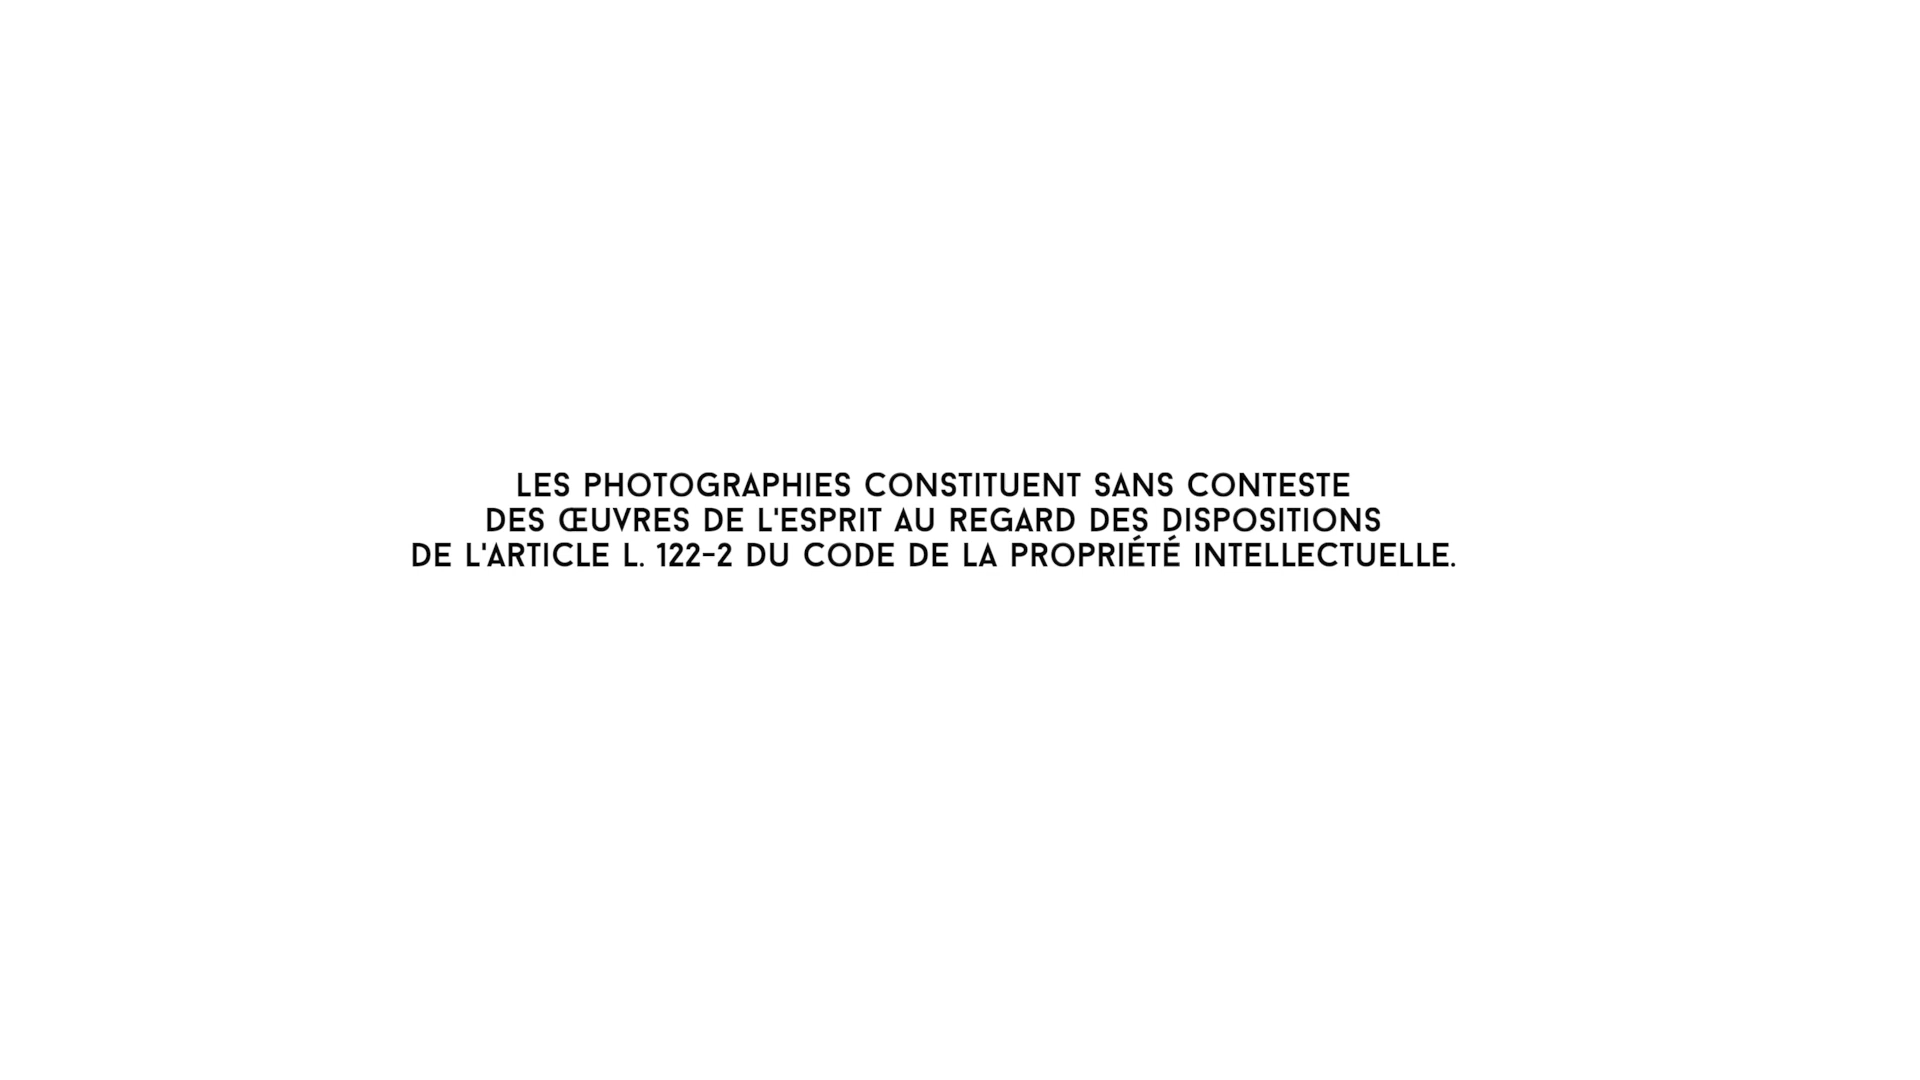 LES PHOTOGRAPHIES CONSTITUENT SANS CONTESTE
DES ŒUVRES DE L'ESPRIT AU REGARD DES DISPOSITIONS
DE L'ARTICLE L. 122-2 DU CODE DE LA PROPRIÉTÉ INTELLECTUELLE.